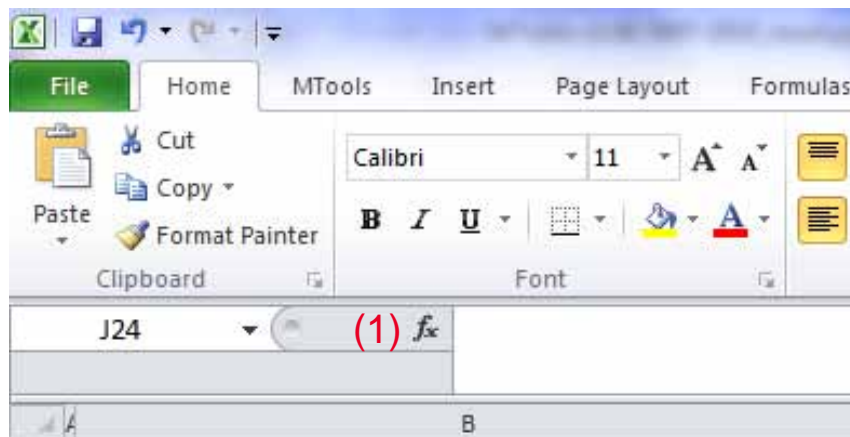 File Home MTools Insert Page Layout Formulas
Cut
Calibri 11 A A
Copy
Paste
B I U A
Format Painter
Clipboard Font
J24 (1) fx
A B